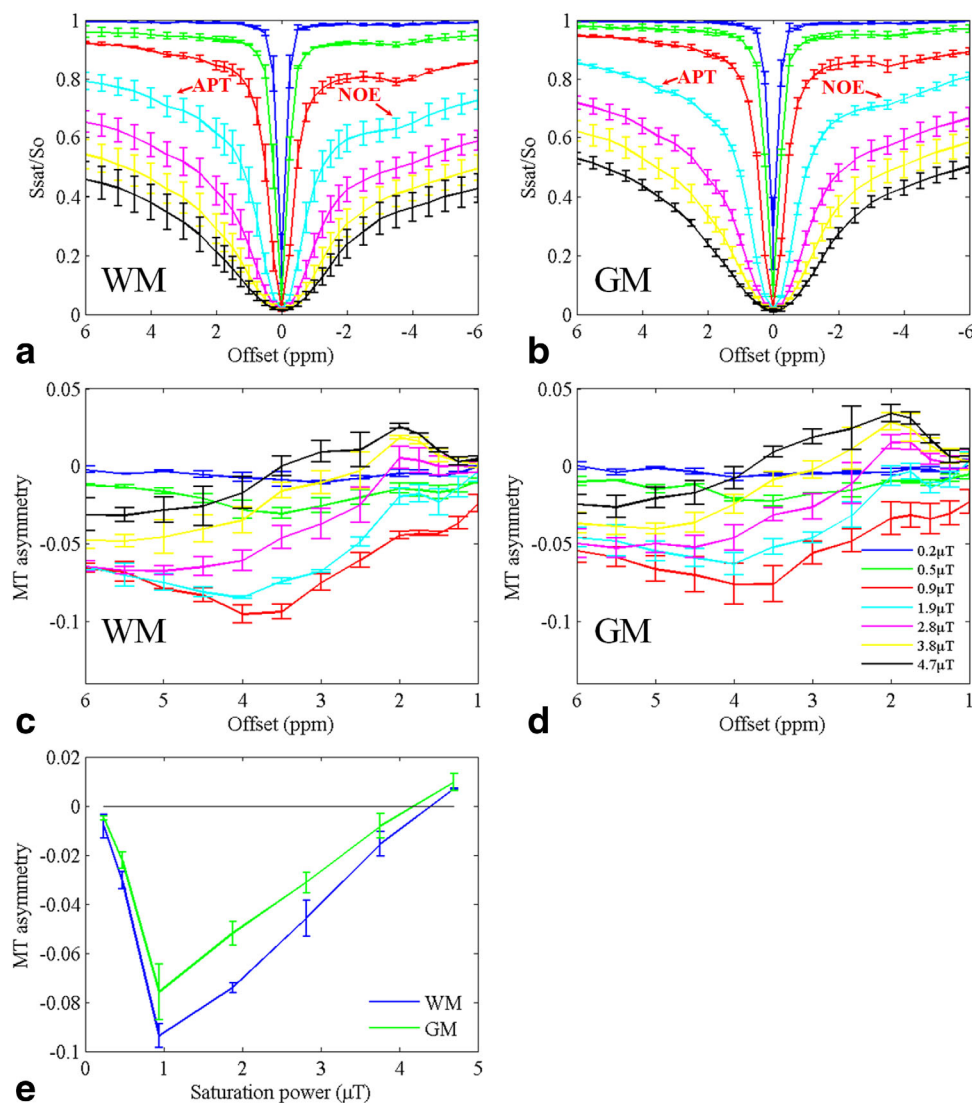 1
0.8
0.6
0.4
0.2
0
Ssat/So
APT
NOE
WM
6 4 2 0 -2 -4 -6
Offset (ppm)
a
1
0.8
0.6
0.4
0.2
0
Ssat/So
APT
NOE
GM
6 4 2 0 -2 -4 -6
Offset (ppm)
b
0.05
0
-0.05
-0.1
MT asymmetry
WM
6 5 4 3 2 1
Offset (ppm)
c
0.05
0
-0.05
-0.1
MT asymmetry
GM
0.2μT
0.5μT
0.9μT
1.9μT
2.8μT
3.8μT
4.7μT
6 5 4 3 2 1
Offset (ppm)
d
0.02
0
-0.02
-0.04
-0.06
-0.08
-0.1
MT asymmetry
WM
GM
0 1 2 3 4 5
Saturation power (μT)
e